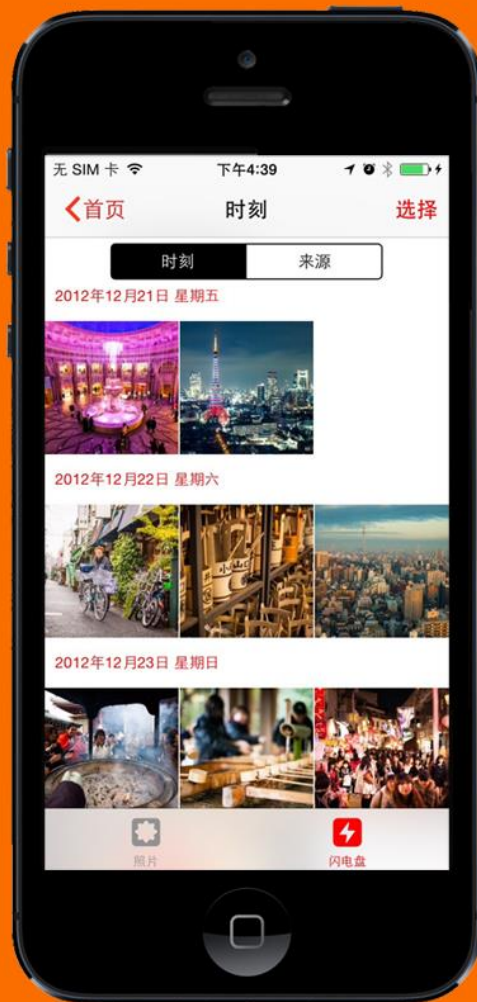 无 SIM 卡 下午4:39
首页 时刻 选择
时刻 来源
2012年12月21日 星期五
2012年12月22日 星期六
2012年12月23日 星期日
照片 闪电盘